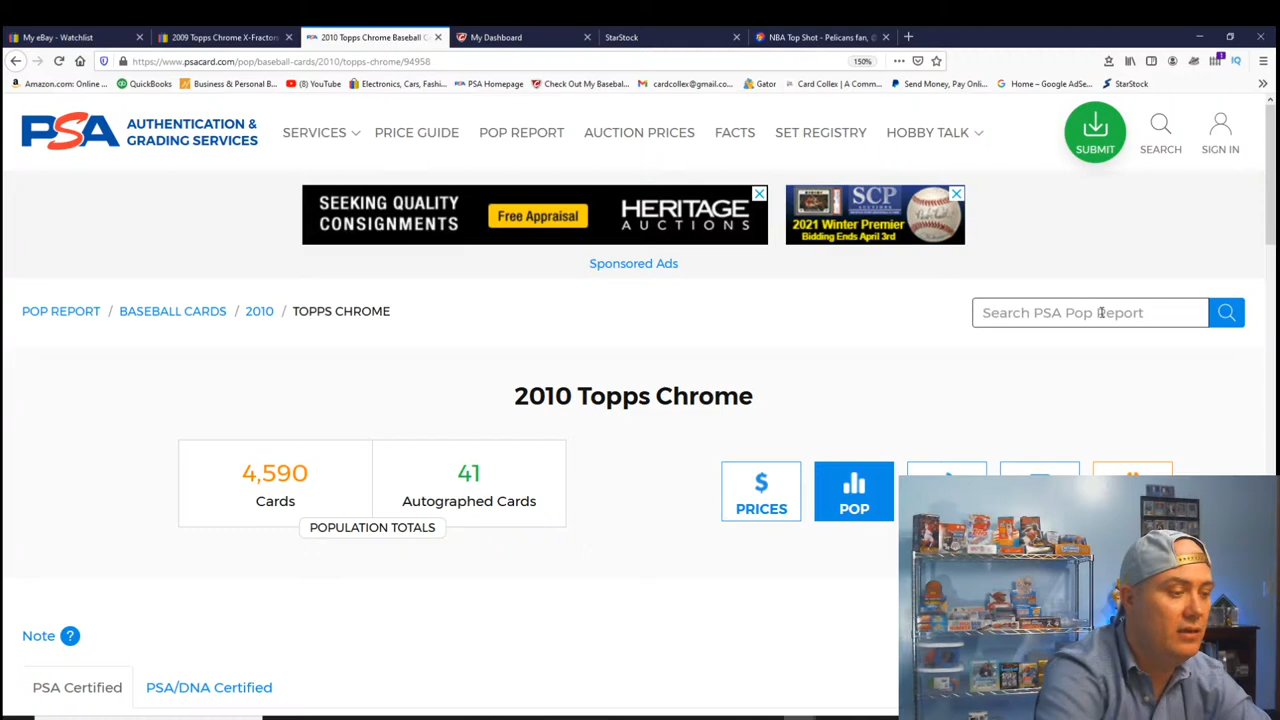 My eBay - Watchlist
2009 Topps Chrome X-Fractors
2010 Topps Chrome Baseball C
My Dashboard
StarStock
NBA Top Shot - Pelicans fan,
https://www.psacard.com/pop/baseball-cards/2010/topps-chrome/94958
150%
Amazon.com: Online ...
QuickBooks
Business & Personal B...
(8) YouTube
Electronics, Cars, Fash...
PSA Homepage
Check Out My Basebal...
cardcollex@gmail.co...
Gator
Card Collex | A Comm...
Send Money, Pay Onli...
Home – Google AdSe...
StarStock
PSA AUTHENTICATION &
GRADING SERVICES
SERVICES
PRICE GUIDE
POP REPORT
AUCTION PRICES
FACTS
SET REGISTRY
HOBBY TALK
SUBMIT
SEARCH
SIGN IN
SEEKING QUALITY
CONSIGNMENTS
Free Appraisal
HERITAGE
AUCTIONS
SCP
AUCTIONS
2021 Winter Premier
Bidding Ends April 3rd
Sponsored Ads
POP REPORT / BASEBALL CARDS / 2010 / TOPPS CHROME
Search PSA Pop Report
2010 Topps Chrome
4,590
Cards
41
Autographed Cards
POPULATION TOTALS
$
PRICES
POP
Note ?
PSA Certified
PSA/DNA Certified